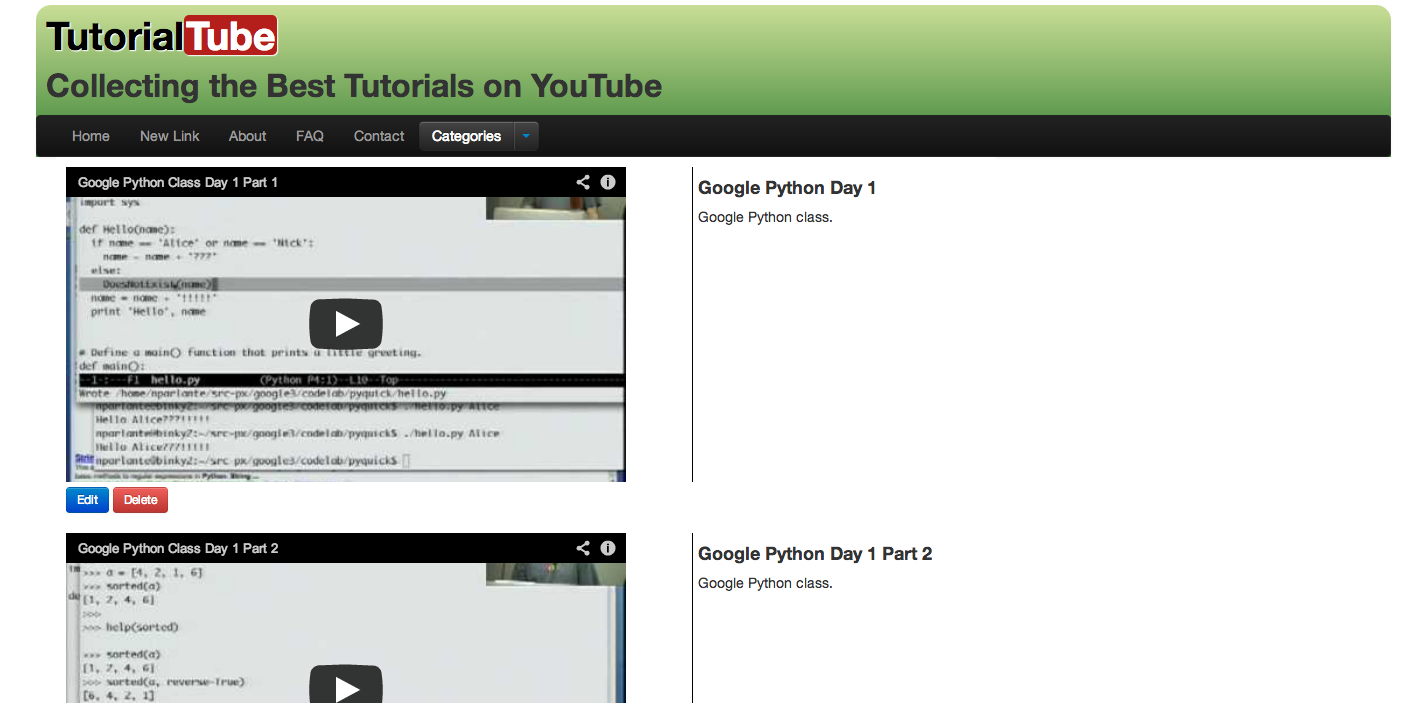 TutorialTube
Collecting the Best Tutorials on YouTube
Home New Link About FAQ Contact Categories
Google Python Class Day 1 Part 1
import sys
def Hello(name):
if name == 'Alice' or name == 'Nick':
name = name + '???'
else:
DoesNotExist(name)
name = name + '!!!!!'
print 'Hello', name
# Define a main() function that prints a little greeting.
def main():
--1-:---F1 hello.py (Python P4:1)--L10--Top
Wrote /home/nparlante/src-px/google3/codelab/pyquick/hello.py
nparlante@binky2:~/src-px/google3/codelab/pyquick$ ./hello.py Alice
Hello Alice???!!!!!
nparlante@binky2:~/src-px/google3/codelab/pyquick$ ./hello.py Alice
Hello Alice???!!!!!
nparlante@binky2:~/src-px/google3/codelab/pyquick$
Google Python Day 1
Google Python class.
Edit Delete
Google Python Class Day 1 Part 2
>>> a = [4, 2, 1, 6]
>>> sorted(a)
[1, 2, 4, 6]
>>>
>>> help(sorted)
>>> sorted(a)
[1, 2, 4, 6]
>>> sorted(a, reverse=True)
[6, 4, 2, 1]
Google Python Day 1 Part 2
Google Python class.